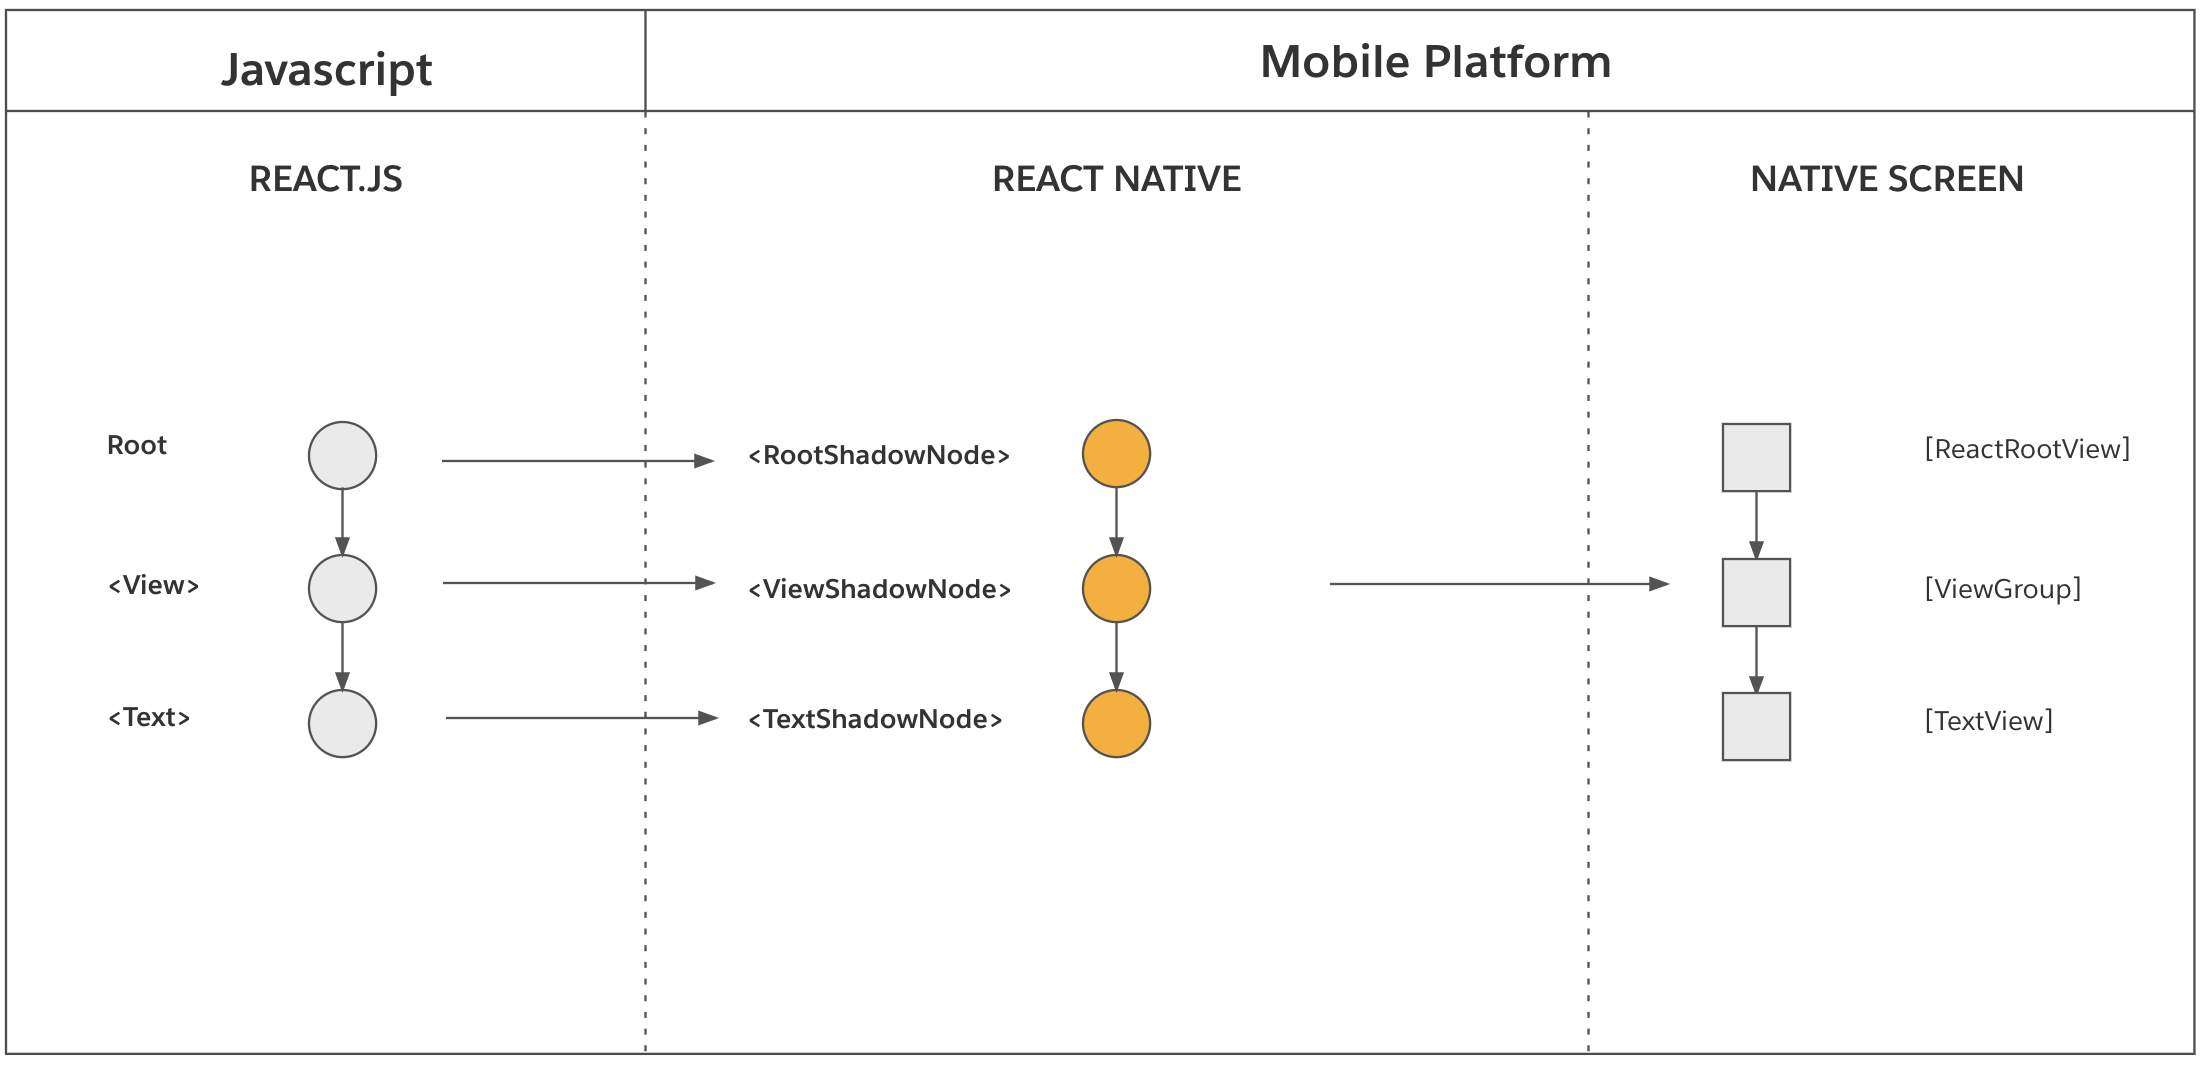 Javascript
Mobile Platform
REACT.JS
REACT NATIVE
NATIVE SCREEN
Root
<RootShadowNode>
[ReactRootView]
<View>
<ViewShadowNode>
[ViewGroup]
<Text>
<TextShadowNode>
[TextView]